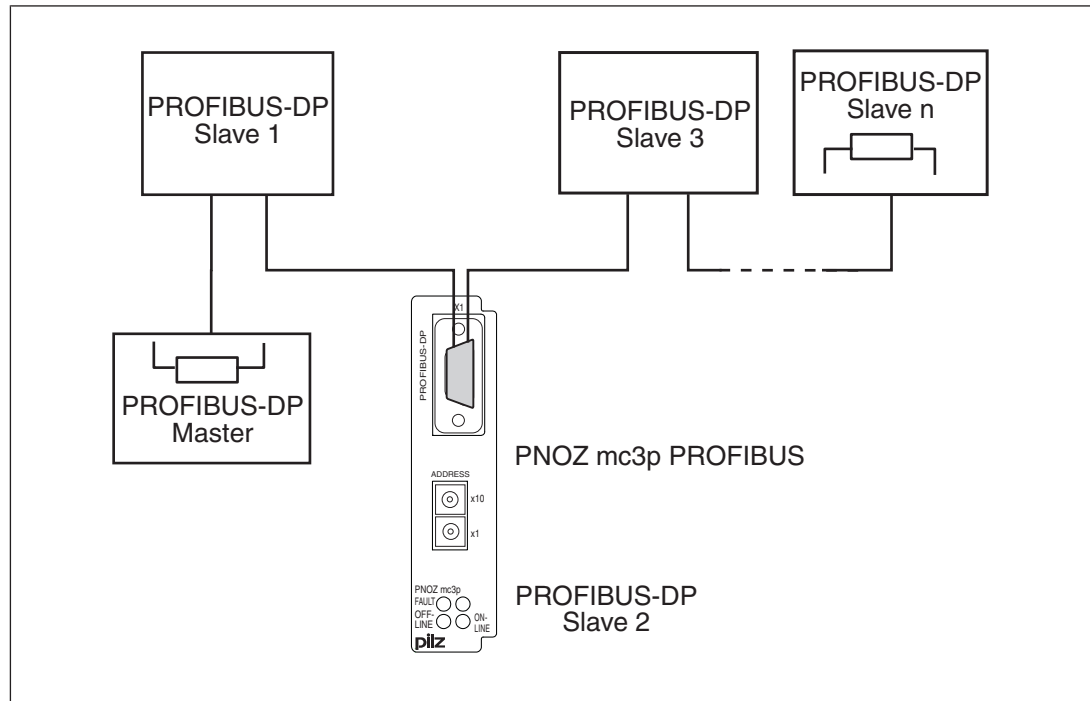 PROFIBUS-DP
Slave 1
PROFIBUS-DP
Slave 3
PROFIBUS-DP
Slave n
PROFIBUS-DP
Master
X1
PROFIBUS-DP
PNOZ mc3p PROFIBUS
ADDRESS
x10
x1
PNOZ mc3p
FAULT
OFF-
LINE
ON-
LINE
pilz
PROFIBUS-DP
Slave 2